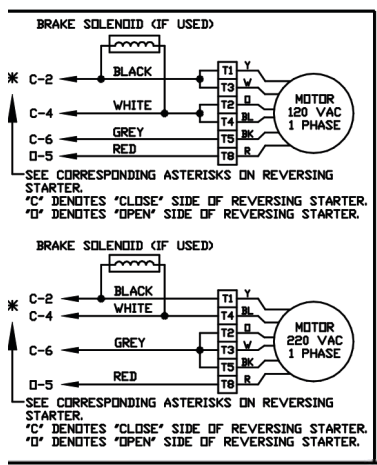 BRAKE SOLENOID (IF USED)
* C-2 BLACK T1 Y
T3 W
C-4 WHITE T2 O
T4 BL
C-6 GREY T5 BK
O-5 RED T8 R
MOTOR
120 VAC
1 PHASE
SEE CORRESPONDING ASTERISKS ON REVERSING
STARTER.
"C" DENOTES "CLOSE" SIDE OF REVERSING STARTER.
"O" DENOTES "OPEN" SIDE OF REVERSING STARTER.
BRAKE SOLENOID (IF USED)
* C-2 BLACK T1 Y
C-4 WHITE T4 BL
T2 O
C-6 GREY T3 W
T5 BK
O-5 RED T8 R
MOTOR
220 VAC
1 PHASE
SEE CORRESPONDING ASTERISKS ON REVERSING
STARTER.
"C" DENOTES "CLOSE" SIDE OF REVERSING STARTER.
"O" DENOTES "OPEN" SIDE OF REVERSING STARTER.